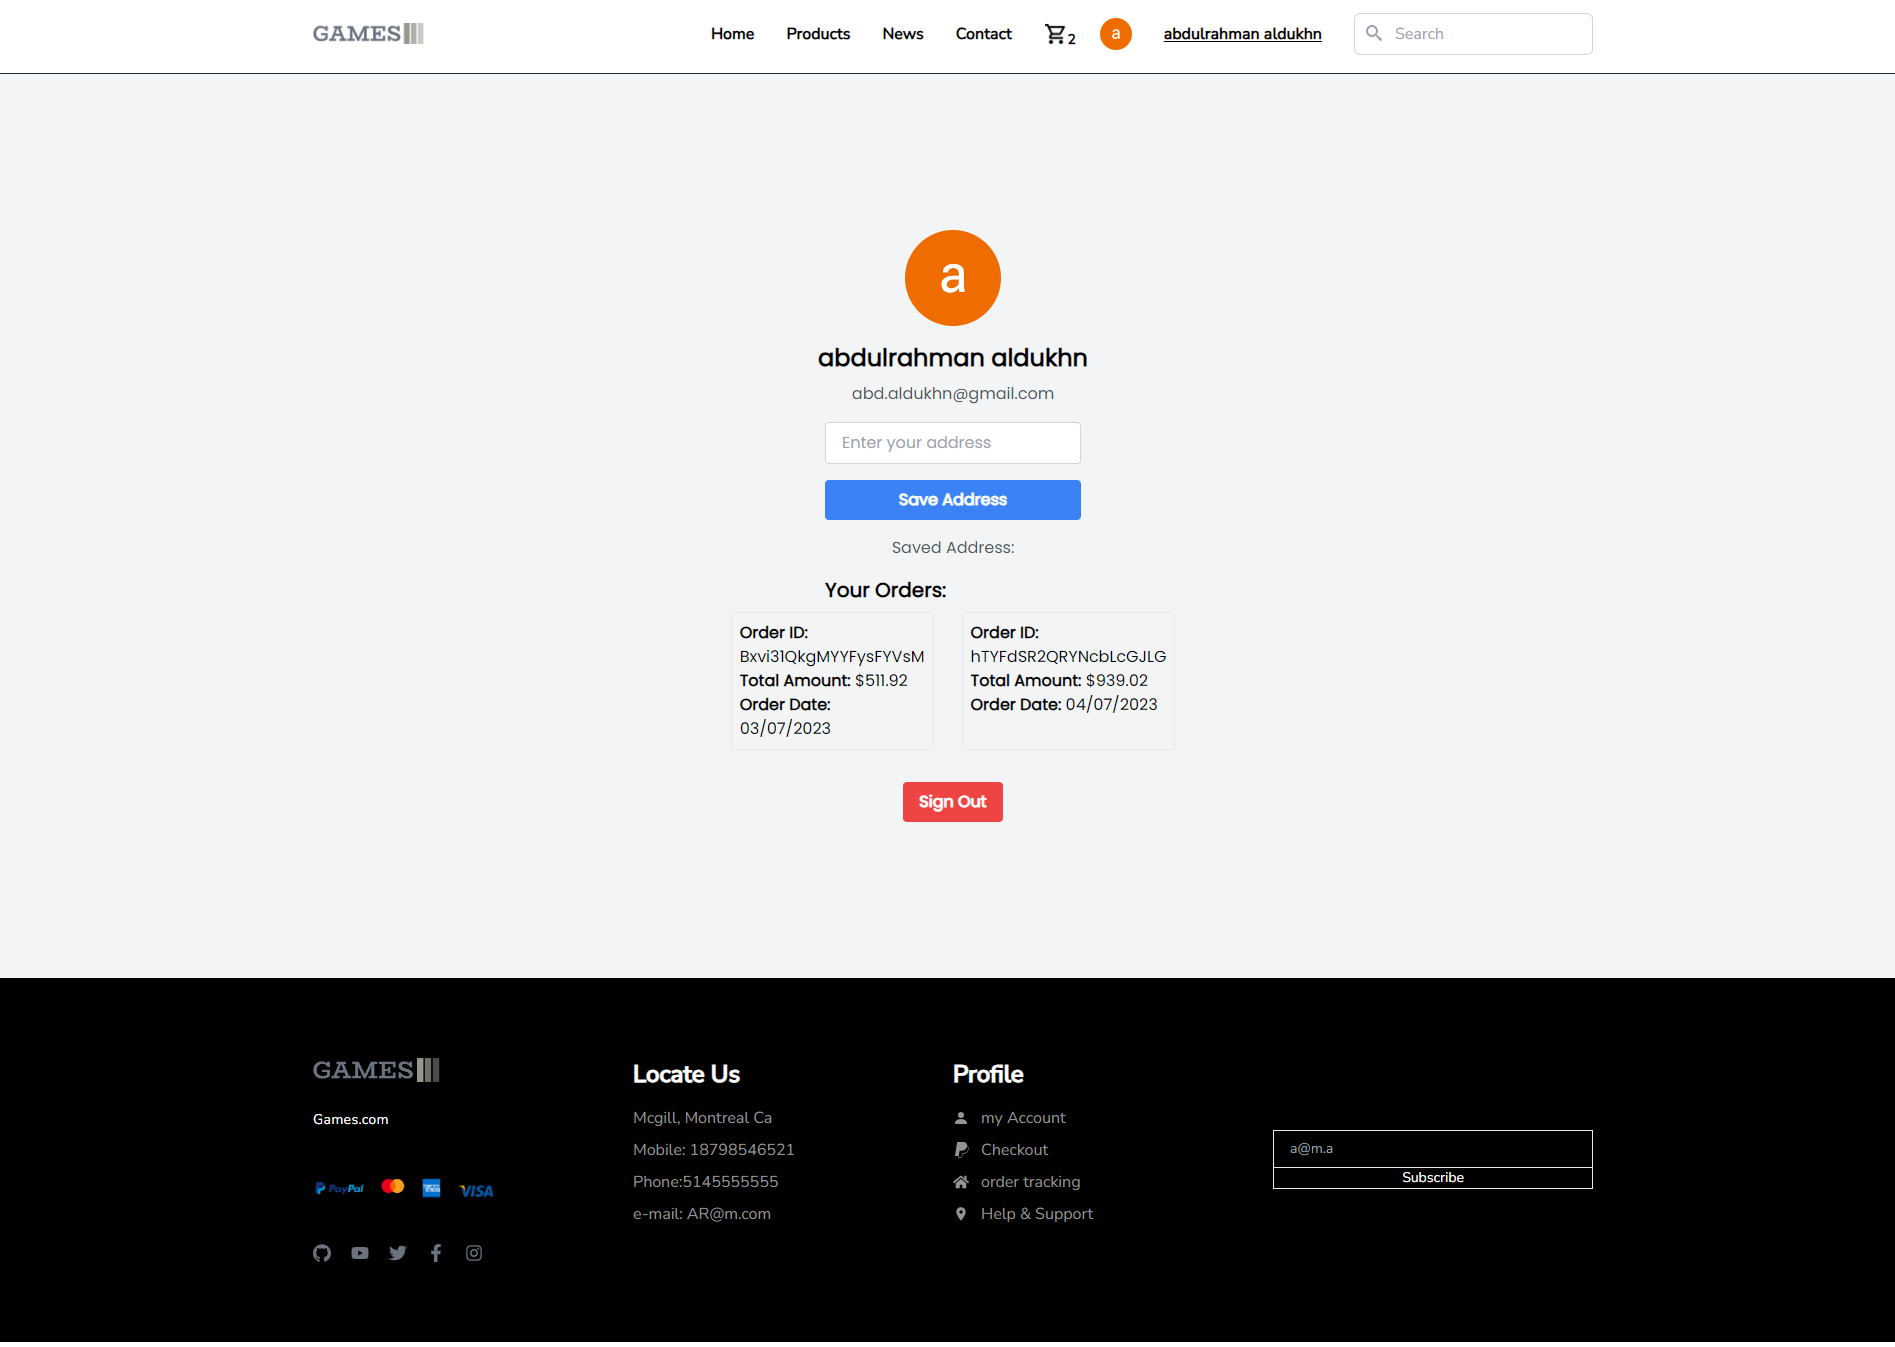 GAMES
Home Products News Contact 2 a abdulrahman aldukhn Search
a
abdulrahman aldukhn
abd.aldukhn@gmail.com
Enter your address
Save Address
Saved Address:
Your Orders:
Order ID:
Bxvi31QkgMYYFysFYVsM
Total Amount: $511.92
Order Date:
03/07/2023
Order ID:
hTYFdSR2QRYNcbLcGJLG
Total Amount: $939.02
Order Date: 04/07/2023
Sign Out
GAMES
Games.com
PayPal VISA
Locate Us
Mcgill, Montreal Ca
Mobile: 18798546521
Phone:5145555555
e-mail: AR@m.com
Profile
my Account
Checkout
order tracking
Help & Support
a@m.a
Subscribe